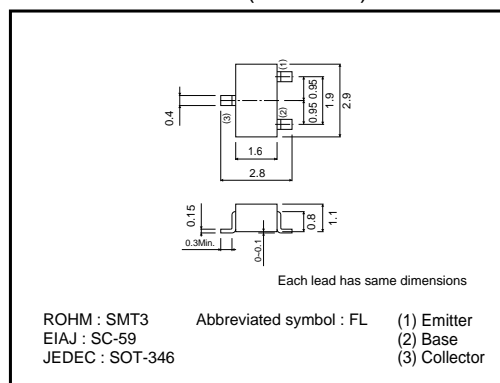 (1)
0.95 0.95
1.9
2.9
0.4
(3)
(2)
1.6
2.8
0.15
0.3Min.
0~0.1
0.8
1.1
Each lead has same dimensions
ROHM : SMT3 Abbreviated symbol : FL (1) Emitter
EIAJ : SC-59 (2) Base
JEDEC : SOT-346 (3) Collector